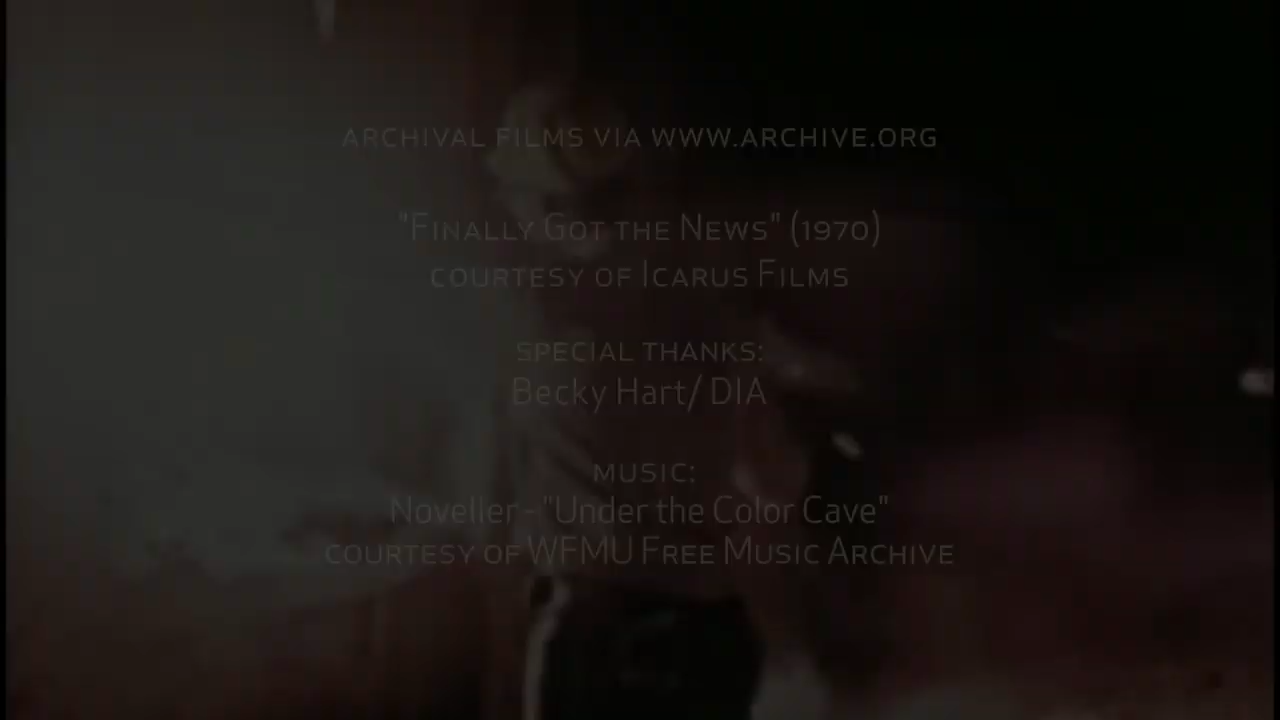 ARCHIVAL FILMS VIA WWW.ARCHIVE.ORG
"FINALLY GOT THE NEWS" (1970)
COURTESY OF ICARUS FILMS
SPECIAL THANKS:
Becky Hart/ DIA
MUSIC:
Noveller - "Under the Color Cave"
COURTESY OF WFMU FREE MUSIC ARCHIVE